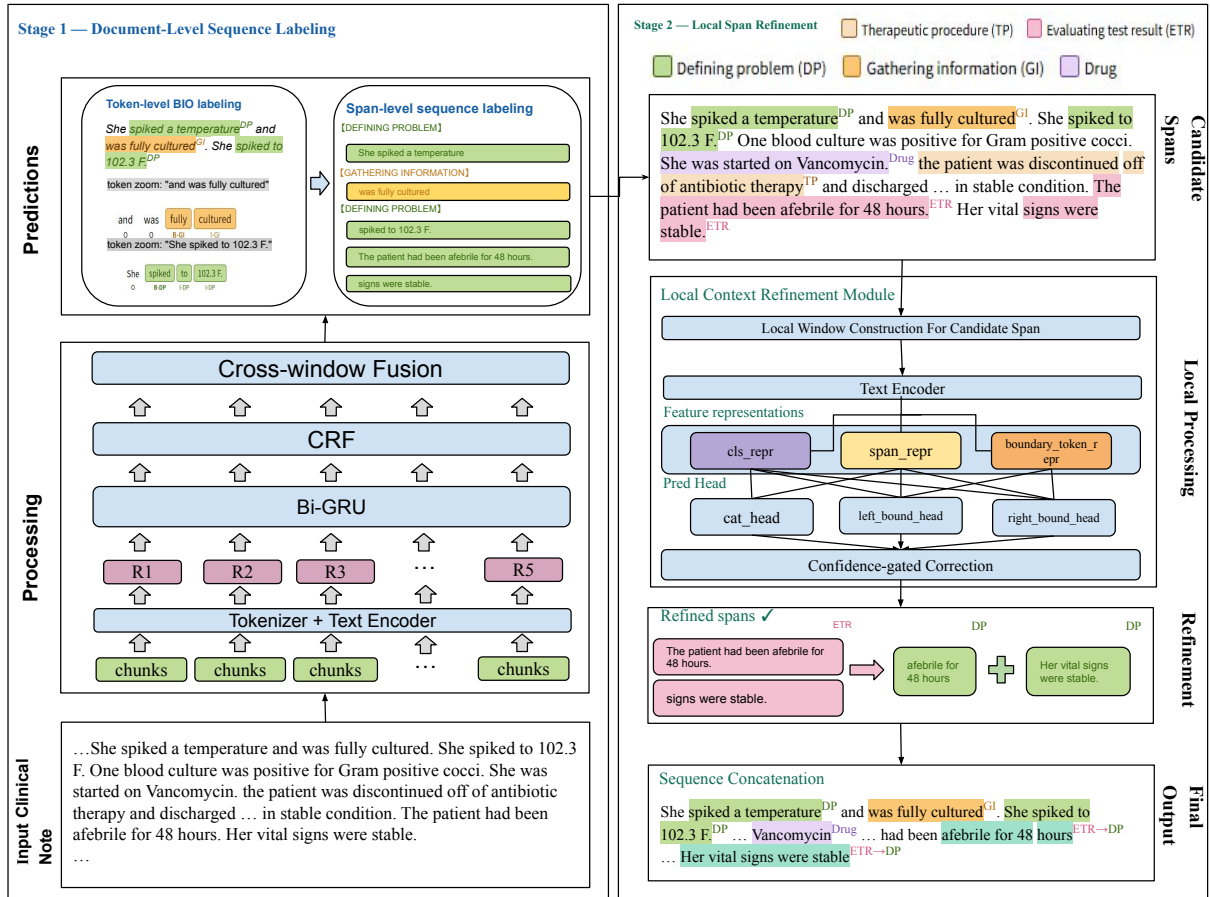 Stage 1 — Document-Level Sequence Labeling
Predictions
Token-level BIO labeling
She spiked a temperature^DP and
was fully cultured^GI. She spiked to
102.3 F.^DP
token zoom: "and was fully cultured"
and was fully cultured
O O B-GI I-GI
token zoom: "She spiked to 102.3 F."
She spiked to 102.3 F.
O B-DP I-DP I-DP
Span-level sequence labeling
【DEFINING PROBLEM】
She spiked a temperature
【GATHERING INFORMATION】
was fully cultured
【DEFINING PROBLEM】
spiked to 102.3 F.
The patient had been afebrile for 48 hours.
signs were stable.
Processing
Cross-window Fusion
CRF
Bi-GRU
R1 R2 R3 ... R5
Tokenizer + Text Encoder
chunks chunks chunks ... chunks
Input Clinical
Note
…She spiked a temperature and was fully cultured. She spiked to 102.3
F. One blood culture was positive for Gram positive cocci. She was
started on Vancomycin. the patient was discontinued off of antibiotic
therapy and discharged … in stable condition. The patient had been
afebrile for 48 hours. Her vital signs were stable.
…
Stage 2 — Local Span Refinement
Therapeutic procedure (TP) Evaluating test result (ETR)
Defining problem (DP) Gathering information (GI) Drug
Candidate
Spans
She spiked a temperature^DP and was fully cultured^GI. She spiked to
102.3 F.^DP One blood culture was positive for Gram positive cocci.
She was started on Vancomycin.^Drug the patient was discontinued off
of antibiotic therapy^TP and discharged … in stable condition. The
patient had been afebrile for 48 hours.^ETR Her vital signs were
stable.^ETR
Local Processing
Local Context Refinement Module
Local Window Construction For Candidate Span
Text Encoder
Feature representations
cls_repr span_repr boundary_token_r
epr
Pred Head
cat_head left_bound_head right_bound_head
Confidence-gated Correction
Refinement
Refined spans ✓
ETR DP DP
The patient had been afebrile for
48 hours.
signs were stable.
afebrile for
48 hours
Her vital signs
were stable.
Final
Output
Sequence Concatenation
She spiked a temperature^DP and was fully cultured^GI. She spiked to
102.3 F.^DP … Vancomycin^Drug … had been afebrile for 48 hours^ETR→DP
… Her vital signs were stable^ETR→DP